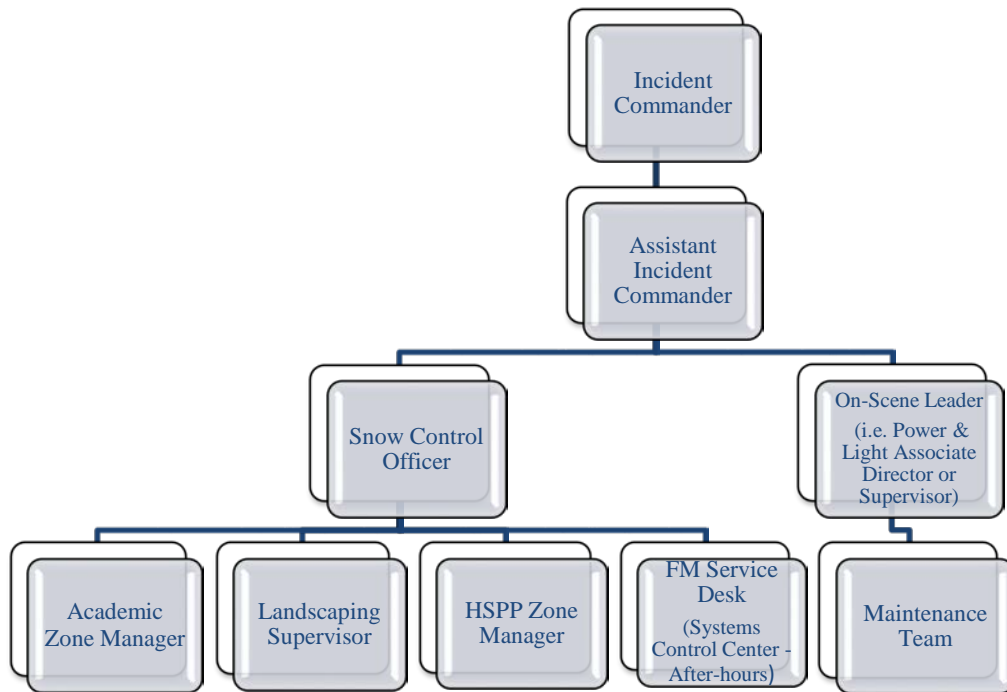 Incident
Commander
Assistant
Incident
Commander
Snow Control
Officer
On-Scene Leader
(i.e. Power &
Light Associate
Director or
Supervisor)
Academic
Zone Manager
Landscaping
Supervisor
HSPP Zone
Manager
FM Service
Desk
(Systems
Control Center -
After-hours)
Maintenance
Team